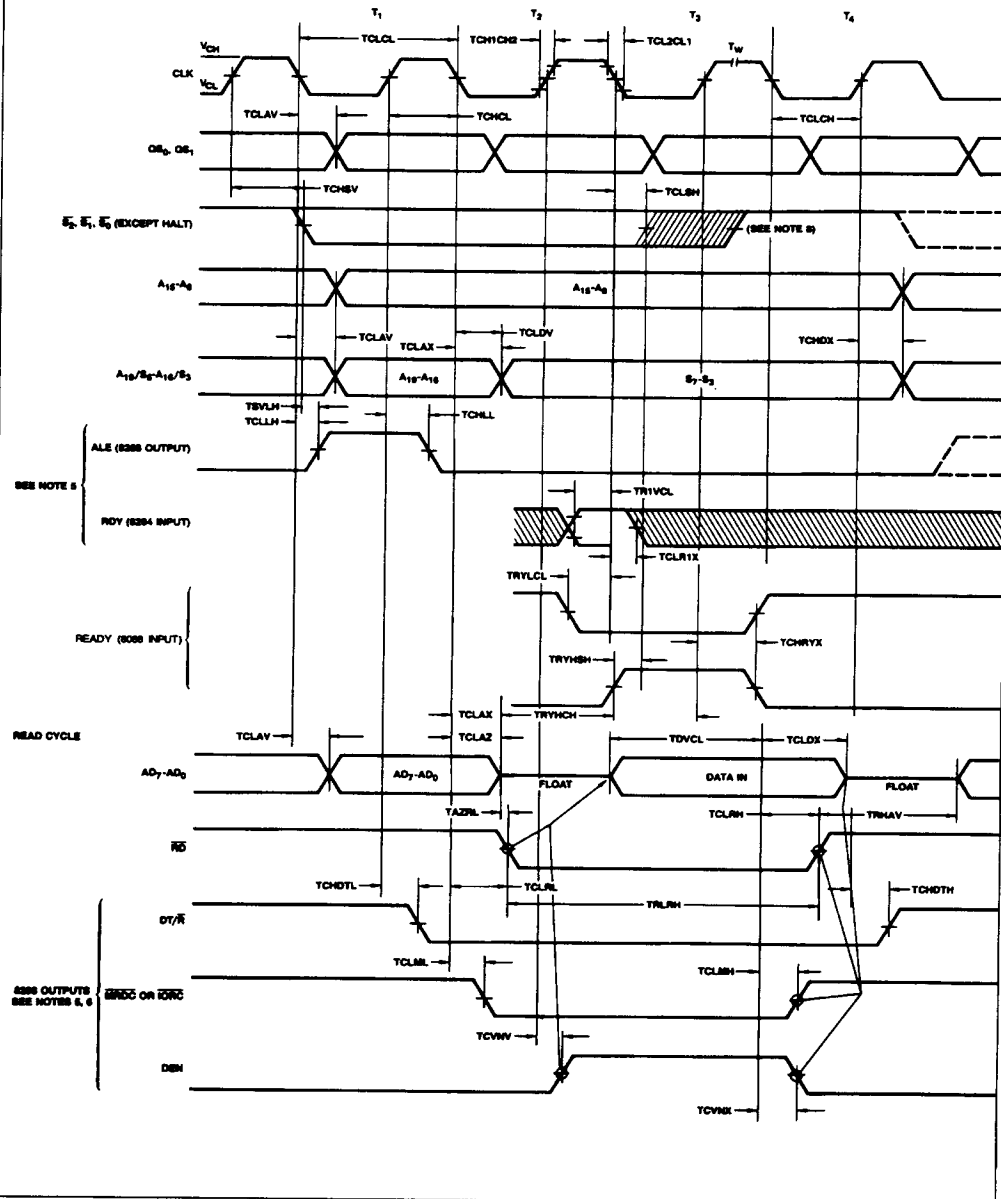 T1 T2 T3 T4
TCLCL TCH1CH2 TCL2CL1 TW
VCH
CLK
VCL
TCLAV TCHCL TCLCH
QS0, QS1
TCHSV TCLSH
S2, S1, S0 (EXCEPT HALT) (SEE NOTE 8)
A15-A8 A15-A8
TCLAV TCLDV
TCLAX TCHDX
A19/S6-A16/S3 A19-A16 S7-S3
TSVLH
TCLLH TCHLL
ALE (8288 OUTPUT)
SEE NOTE 5
TR1VCL
RDY (8284 INPUT)
TCLR1X
TRYLCL
READY (8088 INPUT) TCHRYX
TRYHSH
TCLAX TRYHCH
READ CYCLE TCLAV TCLAZ TDVCL TCLDX
AD7-AD0 AD7-AD0 FLOAT DATA IN FLOAT
TAZRL TCLRH TRHAV
RD
TCHDTL TCLRL TCHDTH
TRLRH
DT/R
TCLML TCLMH
8288 OUTPUTS
SEE NOTES 5, 6
MRDC OR IORC
TCVNV
DEN
TCVNX